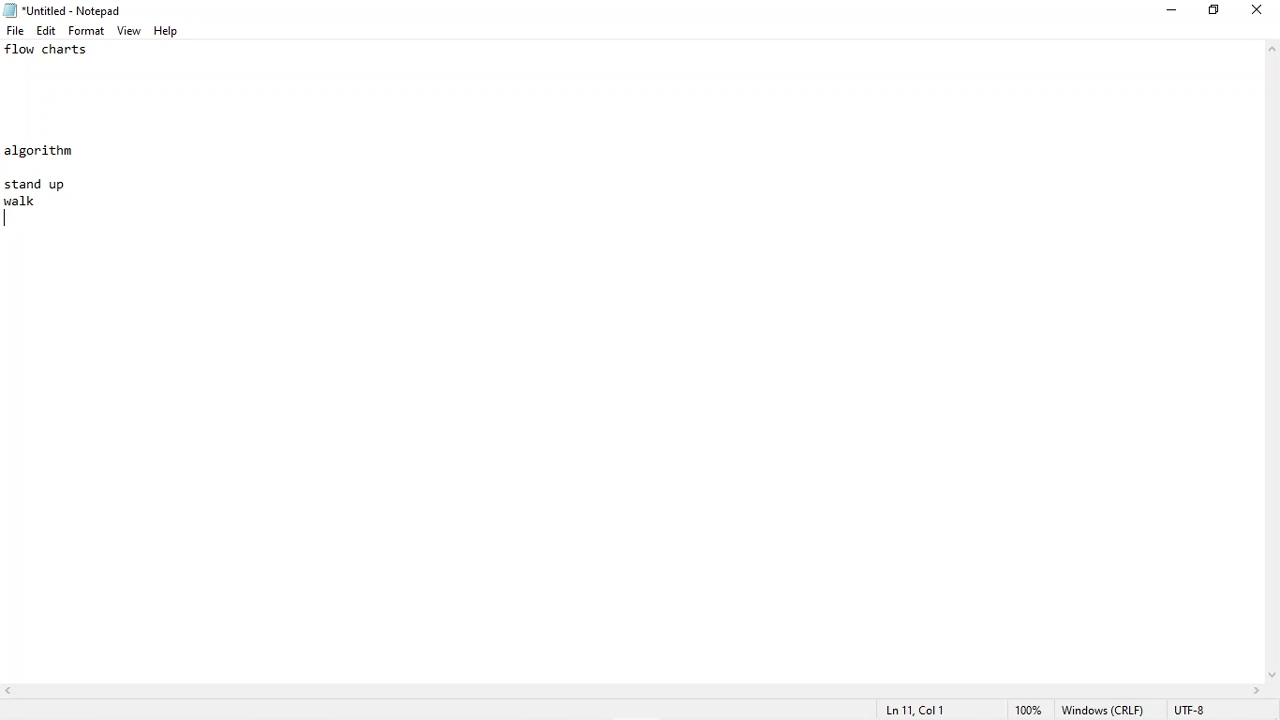 *Untitled - Notepad
File Edit Format View Help
flow charts
algorithm
stand up
walk
Ln 11, Col 1 100% Windows (CRLF) UTF-8